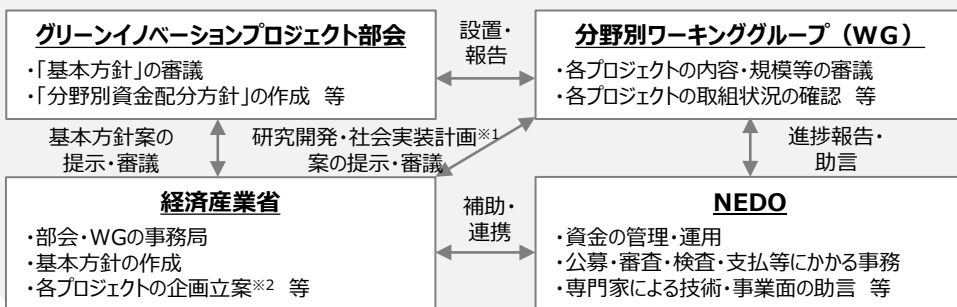 グリーンイノベーションプロジェクト部会
・「基本方針」の審議
・「分野別資金配分方針」の作成 等
設置・
報告
分野別ワーキンググループ（WG）
・各プロジェクトの内容・規模等の審議
・各プロジェクトの取組状況の確認 等
基本方針案の
提示・審議
研究開発・社会実装計画※1
案の提示・審議
進捗報告・
助言
経済産業省
・部会・WGの事務局
・基本方針の作成
・各プロジェクトの企画立案※2 等
補助・
連携
NEDO
・資金の管理・運用
・公募・審査・検査・支払等にかかる事務
・専門家による技術・事業面の助言 等